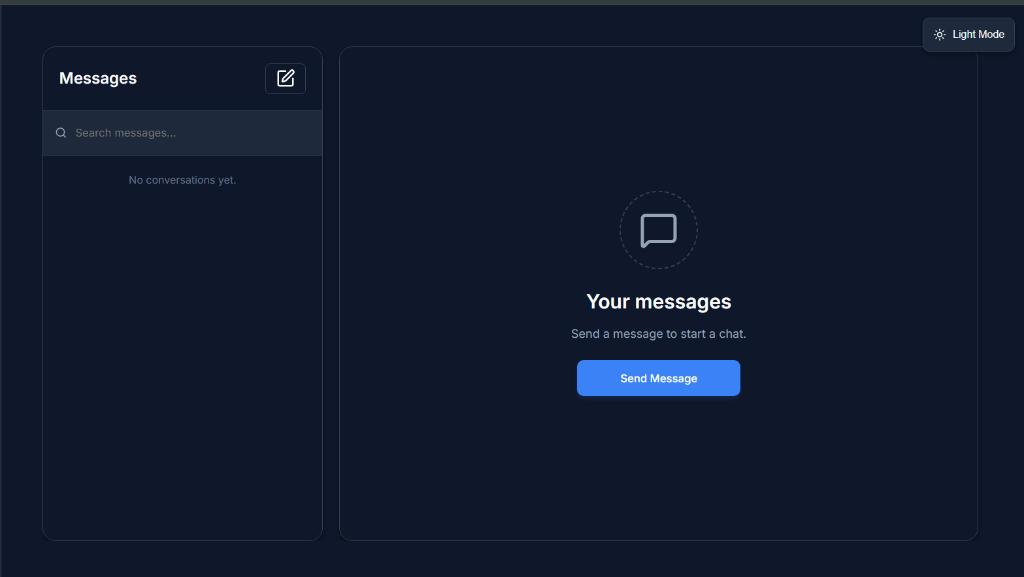 Light Mode
Messages
Search messages...
No conversations yet.
Your messages
Send a message to start a chat.
Send Message